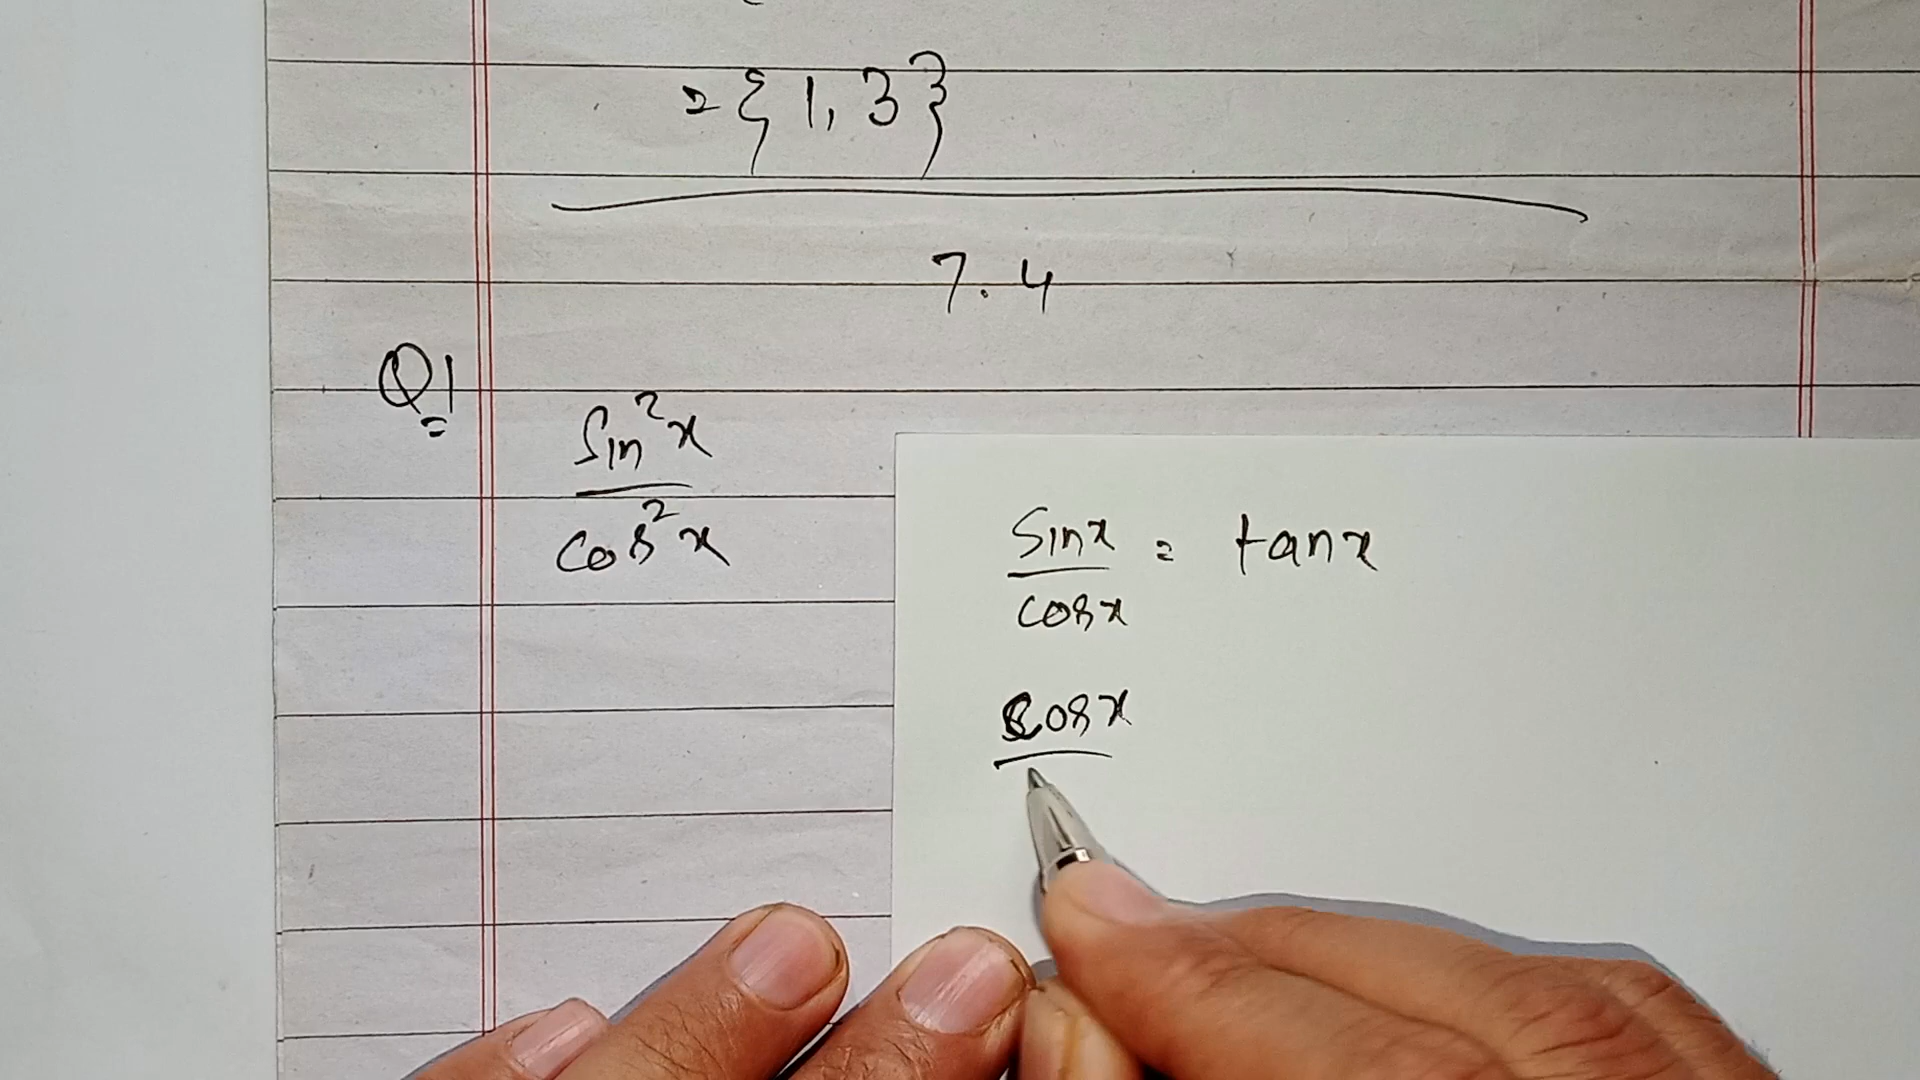 = {1, 3}
7.4
Q1
sin²x
cos²x
sinx = tanx
cosx
cosx